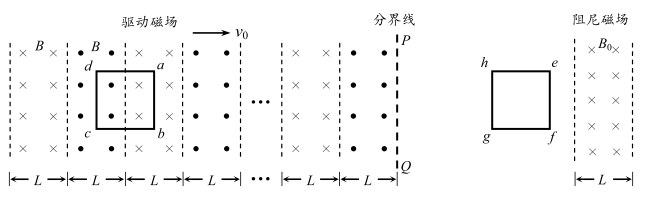 驱动磁场 v₀ 分界线 阻尼磁场
B B P B₀
d a h e
...
c b g f
Q
L L L L ... L L L